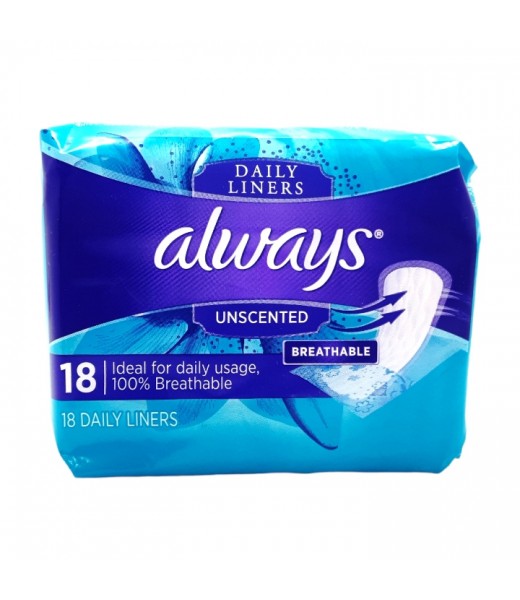 DAILY
LINERS
always®
UNSCENTED
BREATHABLE
18
Ideal for daily usage,
100% Breathable
18 DAILY LINERS